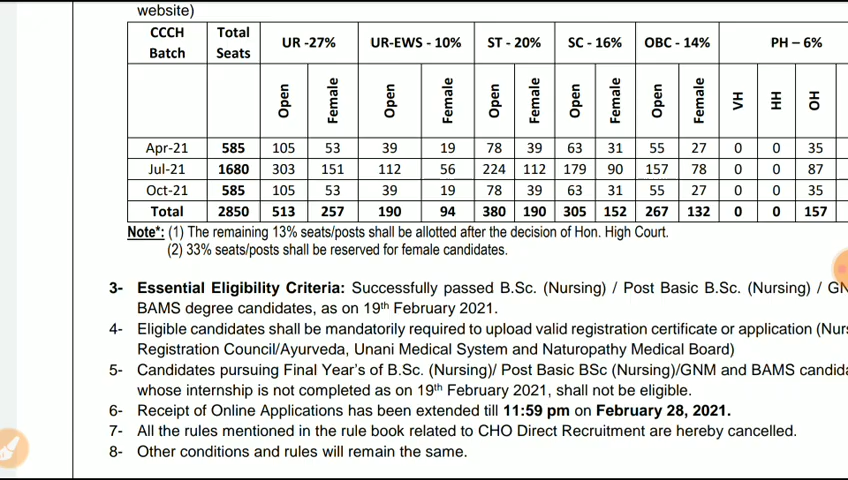 website)
CCCH Batch Total Seats UR -27% UR-EWS - 10% ST - 20% SC - 16% OBC - 14% PH – 6%
Open Female Open Female Open Female Open Female Open Female VH HH OH
Apr-21 585 105 53 39 19 78 39 63 31 55 27 0 0 35
Jul-21 1680 303 151 112 56 224 112 179 90 157 78 0 0 87
Oct-21 585 105 53 39 19 78 39 63 31 55 27 0 0 35
Total 2850 513 257 190 94 380 190 305 152 267 132 0 0 157
Note*: (1) The remaining 13% seats/posts shall be allotted after the decision of Hon. High Court.
(2) 33% seats/posts shall be reserved for female candidates.
3- Essential Eligibility Criteria: Successfully passed B.Sc. (Nursing) / Post Basic B.Sc. (Nursing) /
BAMS degree candidates, as on 19th February 2021.
4- Eligible candidates shall be mandatorily required to upload valid registration certificate or application (Nurs
Registration Council/Ayurveda, Unani Medical System and Naturopathy Medical Board)
5- Candidates pursuing Final Year's of B.Sc. (Nursing)/ Post Basic BSc (Nursing)/GNM and BAMS candida
whose internship is not completed as on 19th February 2021, shall not be eligible.
6- Receipt of Online Applications has been extended till 11:59 pm on February 28, 2021.
7- All the rules mentioned in the rule book related to CHO Direct Recruitment are hereby cancelled.
8- Other conditions and rules will remain the same.